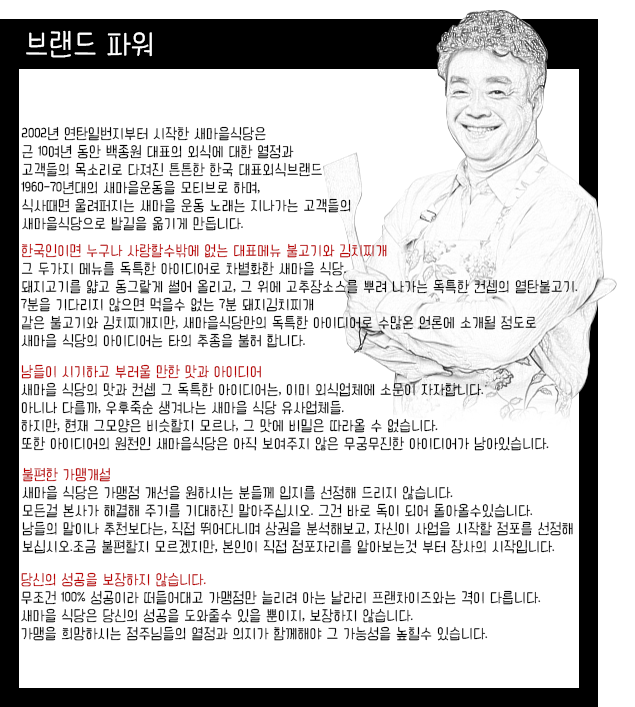 브랜드 파워
2002년 연탄일번지부터 시작한 새마을식당은
근 10여년 동안 백종원 대표의 외식에 대한 열정과
고객들의 목소리로 다져진 튼튼한 한국 대표외식브랜드
1960-70년대의 새마을운동을 모티브로 하며,
식사때면 울려퍼지는 새마을 운동 노래는 지나가는 고객들의
새마을식당으로 발길을 옮기게 만듭니다.
한국인이면 누구나 사랑할수밖에 없는 대표메뉴 불고기와 김치찌개
그 두가지 메뉴를 독특한 아이디어로 차별화한 새마을 식당.
돼지고기를 얇고 동그랗게 썰어 올리고, 그 위에 고추장소스를 뿌려 나가는 독특한 컨셉의 열탄불고기.
7분을 기다리지 않으면 먹을수 없는 7분 돼지김치찌개
같은 불고기와 김치찌개지만, 새마을식당만의 독특한 아이디어로 수많은 언론에 소개될 정도로
새마을 식당의 아이디어는 타의 추종을 불허 합니다.
남들이 시기하고 부러울 만한 맛과 아이디어
새마을 식당의 맛과 컨셉 그 독특한 아이디어는, 이미 외식업체에 소문이 자자합니다.
아니나 다를까, 우후죽순 생겨나는 새마을 식당 유사업체들.
하지만, 현재 그모양은 비슷할지 모르나, 그 맛에 비밀은 따라올 수 없습니다.
또한 아이디어의 원천인 새마을식당은 아직 보여주지 않은 무궁무진한 아이디어가 남아있습니다.
불편한 가맹개설
새마을 식당은 가맹점 개선을 원하시는 분들께 입지를 선정해 드리지 않습니다.
모든걸 본사가 해결해 주기를 기대하진 말아주십시오. 그건 바로 독이 되어 돌아올수있습니다.
남들의 말이나 추천보다는, 직접 뛰어다니며 상권을 분석해보고, 자신이 사업을 시작할 점포를 선정해
보십시오.조금 불편할지 모르겠지만, 본인이 직접 점포자리를 알아보는것 부터 장사의 시작입니다.
당신의 성공을 보장하지 않습니다.
무조건 100% 성공이라 떠들어대고 가맹점만 늘리려 아는 날라리 프랜차이즈와는 격이 다릅니다.
새마을 식당은 당신의 성공을 도와줄수 있을 뿐이지, 보장하지 않습니다.
가맹을 희망하시는 점주님들의 열정과 의지가 함께해야 그 가능성을 높힐수 있습니다.